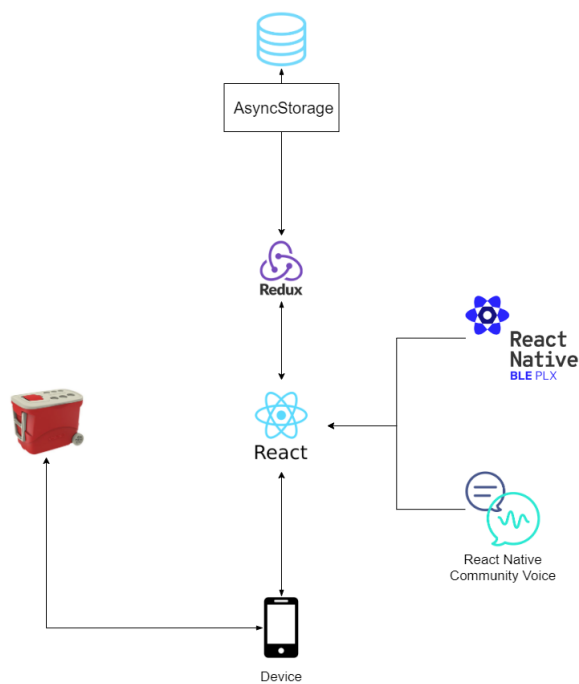 AsyncStorage
Redux
React
Native
BLE PLX
React
React Native
Community Voice
Device